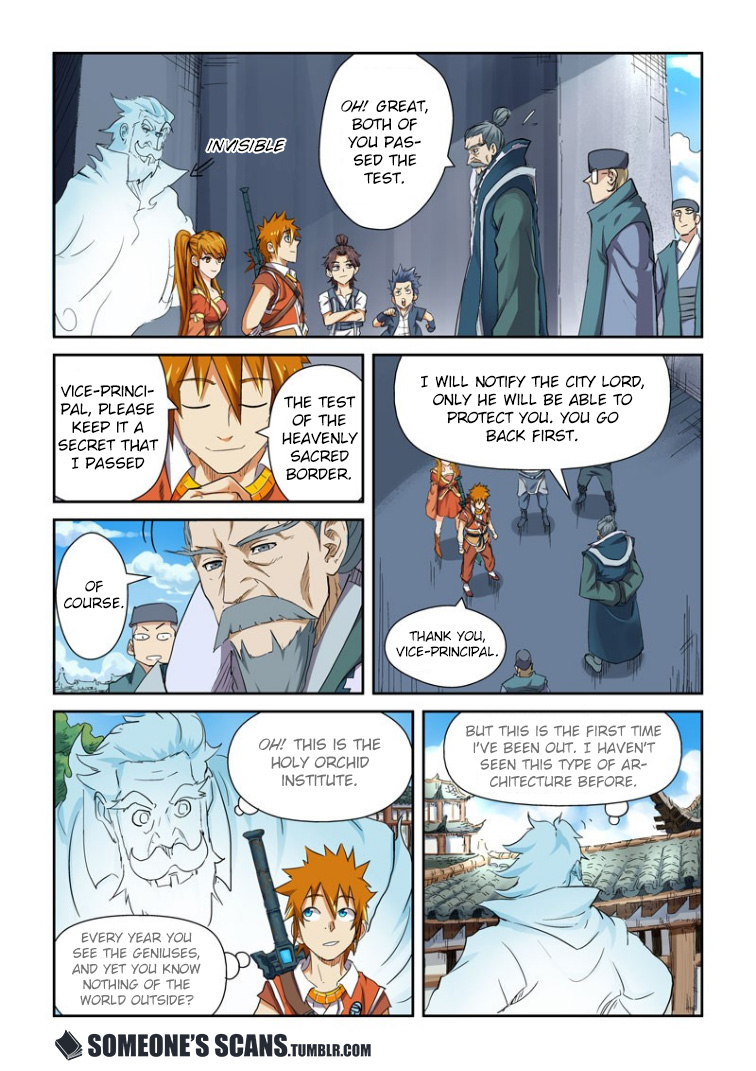 INVISIBLE
OH! GREAT,
BOTH OF
YOU PAS-
SED THE
TEST.
VICE-PRINCI-
PAL, PLEASE
KEEP IT A
SECRET THAT
I PASSED
THE TEST
OF THE
HEAVENLY
SACRED
BORDER.
OF
COURSE.
I WILL NOTIFY THE CITY LORD,
ONLY HE WILL BE ABLE TO
PROTECT YOU. YOU GO
BACK FIRST.
THANK YOU,
VICE-PRINCIPAL.
OH! THIS IS THE
HOLY ORCHID
INSTITUTE.
EVERY YEAR YOU
SEE THE GENIUSES,
AND YET YOU KNOW
NOTHING OF THE
WORLD OUTSIDE?
BUT THIS IS THE FIRST TIME
I'VE BEEN OUT. I HAVEN'T
SEEN THIS TYPE OF AR-
CHITECTURE BEFORE.
SOMEONE'S SCANS.TUMBLR.COM